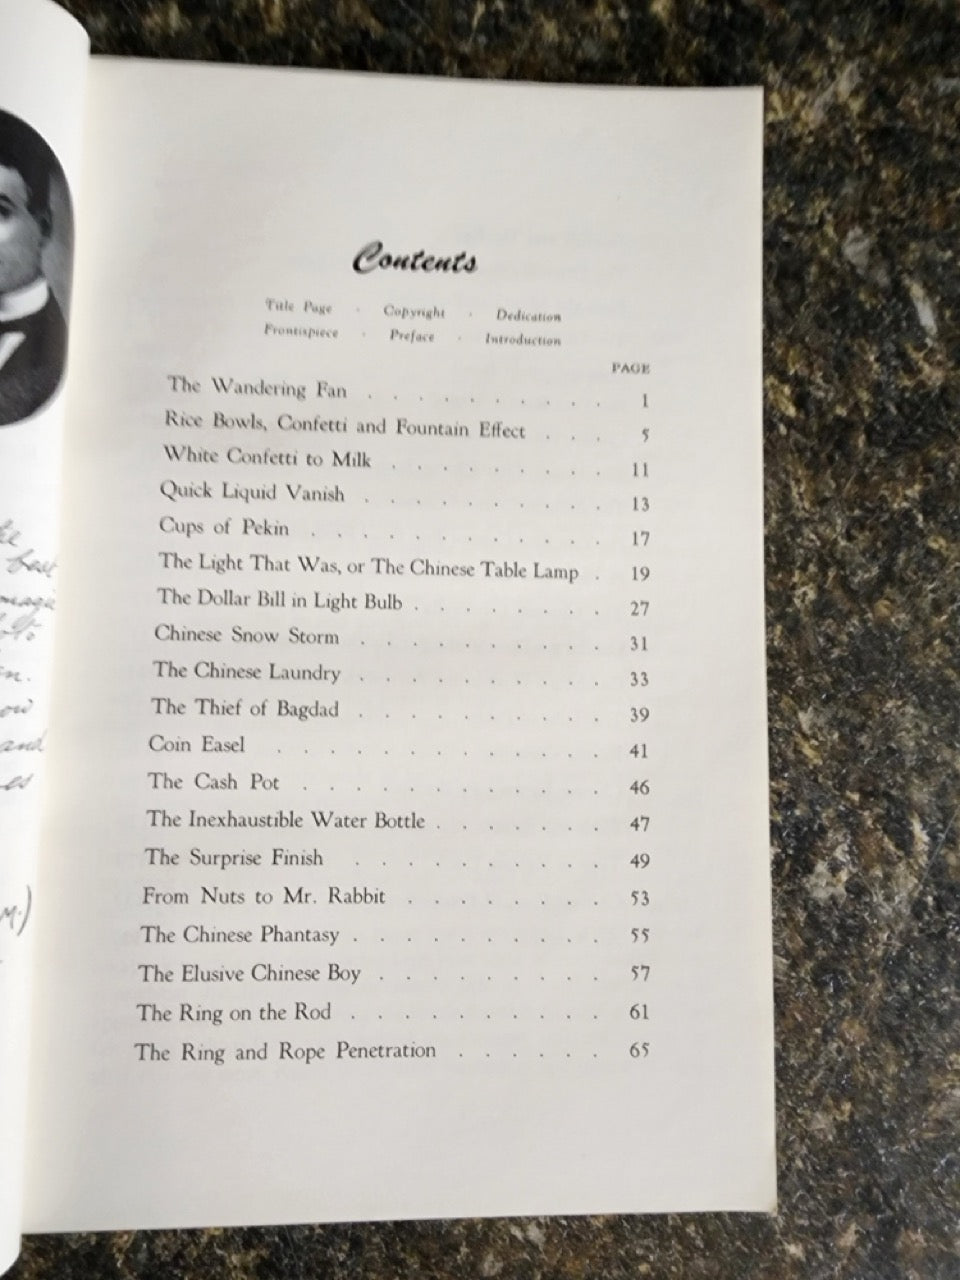 and
Contents
Title Page · Copyright · Dedication
Frontispiece · Preface · Introduction
PAGE
The Wandering Fan . . . . . . . . . . 1
Rice Bowls, Confetti and Fountain Effect . . . 5
White Confetti to Milk . . . . . . . . . 11
Quick Liquid Vanish . . . . . . . . . . 13
Cups of Pekin . . . . . . . . . . . . 17
The Light That Was, or The Chinese Table Lamp . 19
The Dollar Bill in Light Bulb . . . . . . . . 27
Chinese Snow Storm . . . . . . . . . . 31
The Chinese Laundry . . . . . . . . . . 33
The Thief of Bagdad . . . . . . . . . . 39
Coin Easel . . . . . . . . . . . . . 41
The Cash Pot . . . . . . . . . . . . 46
The Inexhaustible Water Bottle . . . . . . . 47
The Surprise Finish . . . . . . . . . . 49
From Nuts to Mr. Rabbit . . . . . . . . 53
The Chinese Phantasy . . . . . . . . . . 55
The Elusive Chinese Boy . . . . . . . . . 57
The Ring on the Rod . . . . . . . . . . 61
The Ring and Rope Penetration . . . . . . 65